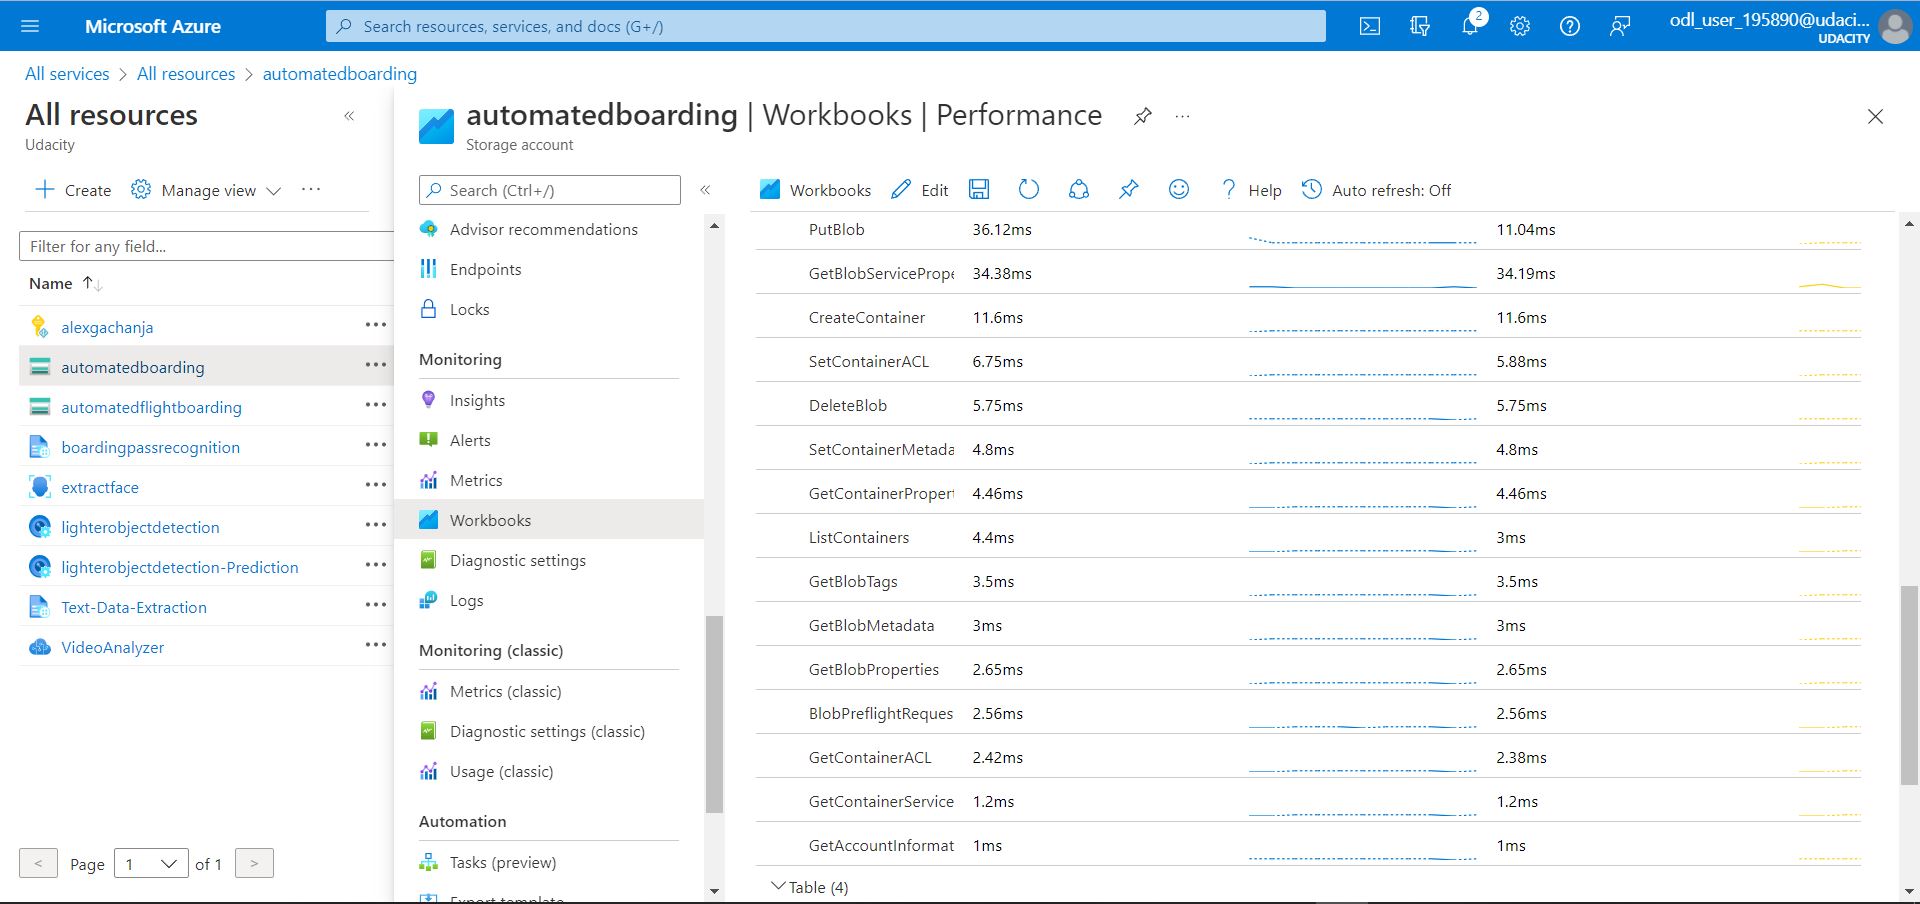 Microsoft Azure
Search resources, services, and docs (G+/)
2
odl_user_195890@udaci...
UDACITY
All services > All resources > automatedboarding
All resources
Udacity
Create
Manage view
Filter for any field...
Name
alexgachanja
automatedboarding
automatedflightboarding
boardingpassrecognition
extractface
lighterobjectdetection
lighterobjectdetection-Prediction
Text-Data-Extraction
VideoAnalyzer
< Page 1 of 1 >
automatedboarding | Workbooks | Performance
Storage account
Search (Ctrl+/)
Advisor recommendations
Endpoints
Locks
Monitoring
Insights
Alerts
Metrics
Workbooks
Diagnostic settings
Logs
Monitoring (classic)
Metrics (classic)
Diagnostic settings (classic)
Usage (classic)
Automation
Tasks (preview)
Export template
Workbooks Edit Help Auto refresh: Off
PutBlob 36.12ms 11.04ms
GetBlobServicePrope 34.38ms 34.19ms
CreateContainer 11.6ms 11.6ms
SetContainerACL 6.75ms 5.88ms
DeleteBlob 5.75ms 5.75ms
SetContainerMetada 4.8ms 4.8ms
GetContainerPropert 4.46ms 4.46ms
ListContainers 4.4ms 3ms
GetBlobTags 3.5ms 3.5ms
GetBlobMetadata 3ms 3ms
GetBlobProperties 2.65ms 2.65ms
BlobPreflightReques 2.56ms 2.56ms
GetContainerACL 2.42ms 2.38ms
GetContainerService 1.2ms 1.2ms
GetAccountInformat 1ms 1ms
Table (4)